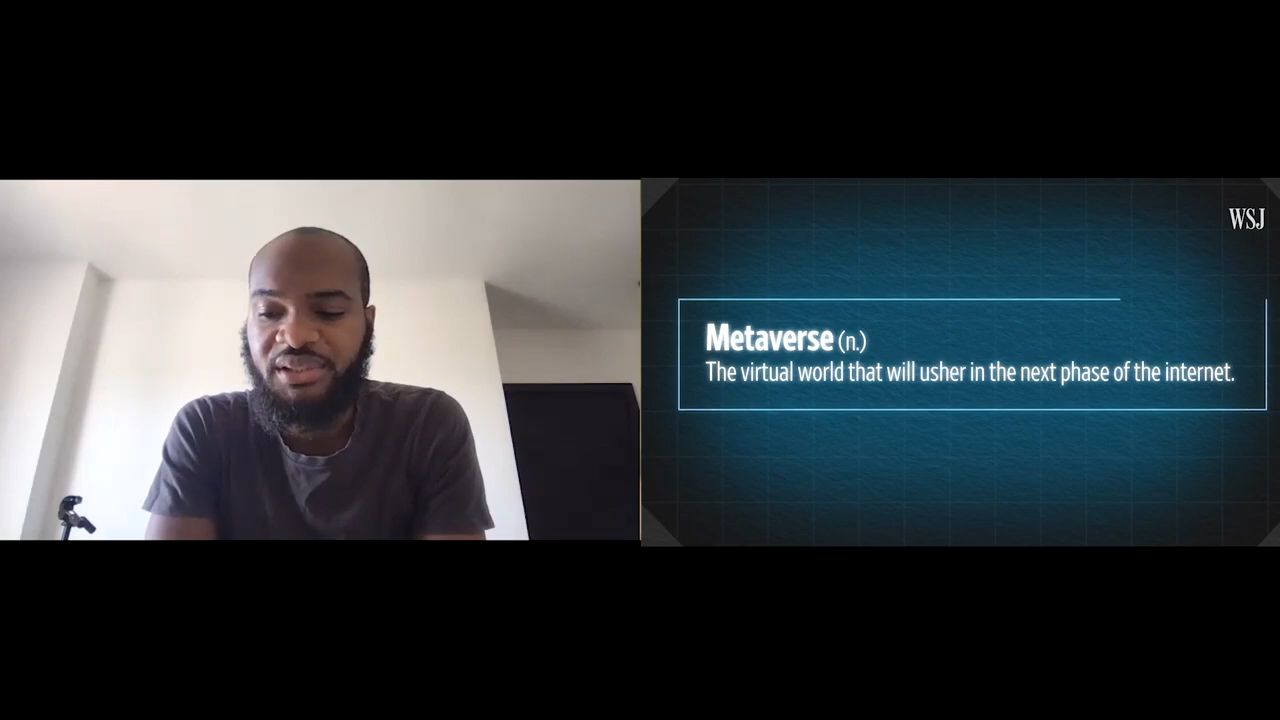 WSJ
Metaverse (n.)
The virtual world that will usher in the next phase of the internet.